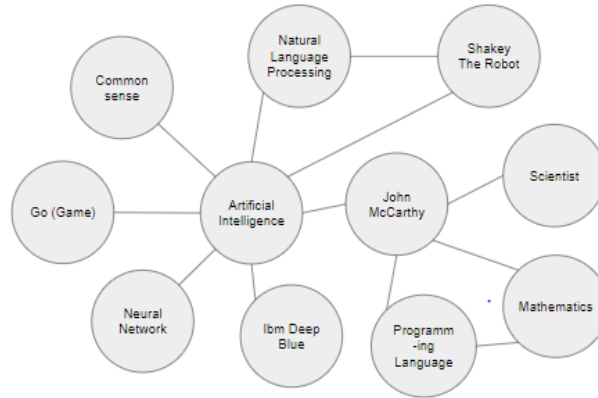 Natural
Language
Processing
Shakey
The Robot
Common
sense
Artificial
Intelligence
John
McCarthy
Scientist
Go (Game)
Neural
Network
Ibm Deep
Blue
Programm
-ing
Language
Mathematics